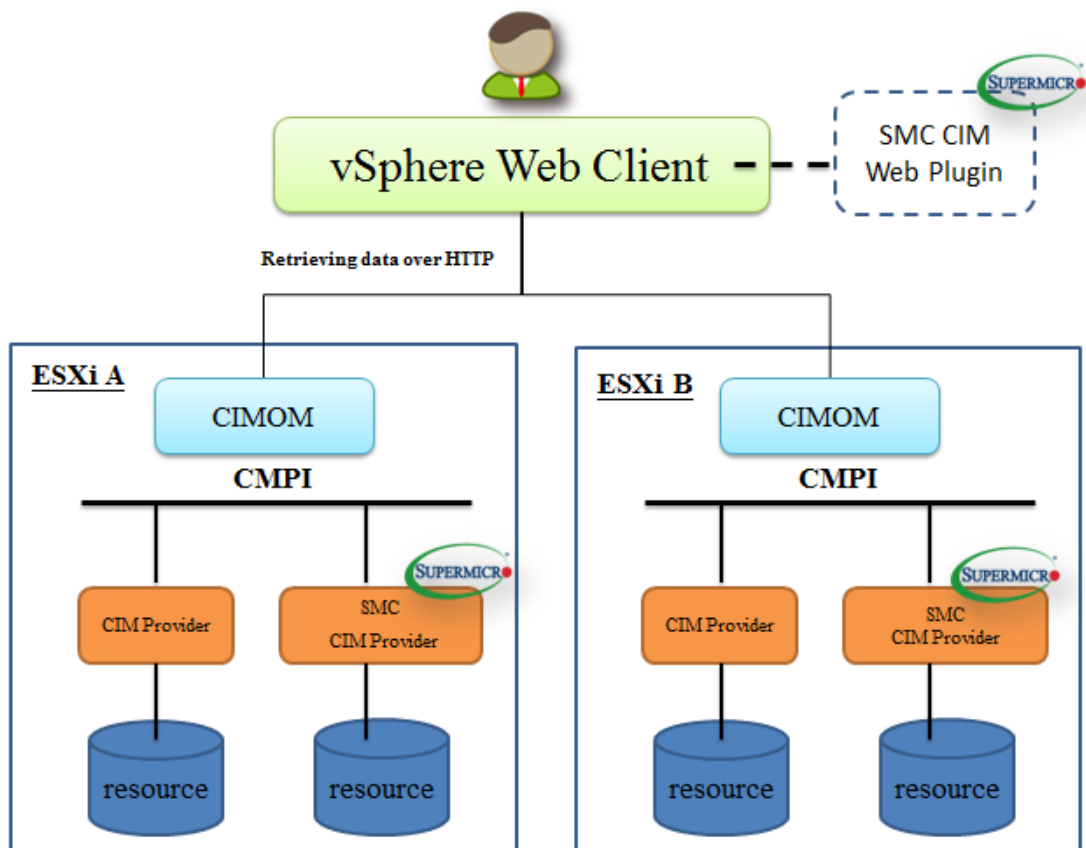 SUPERMICR
SMC CIM
Web Plugin
vSphere Web Client
Retrieving data over HTTP
ESXi A
CIMOM
CMPI
SUPERMICR
CIM Provider
SMC
CIM Provider
resource
resource
ESXi B
CIMOM
CMPI
SUPERMICR
CIM Provider
SMC
CIM Provider
resource
resource